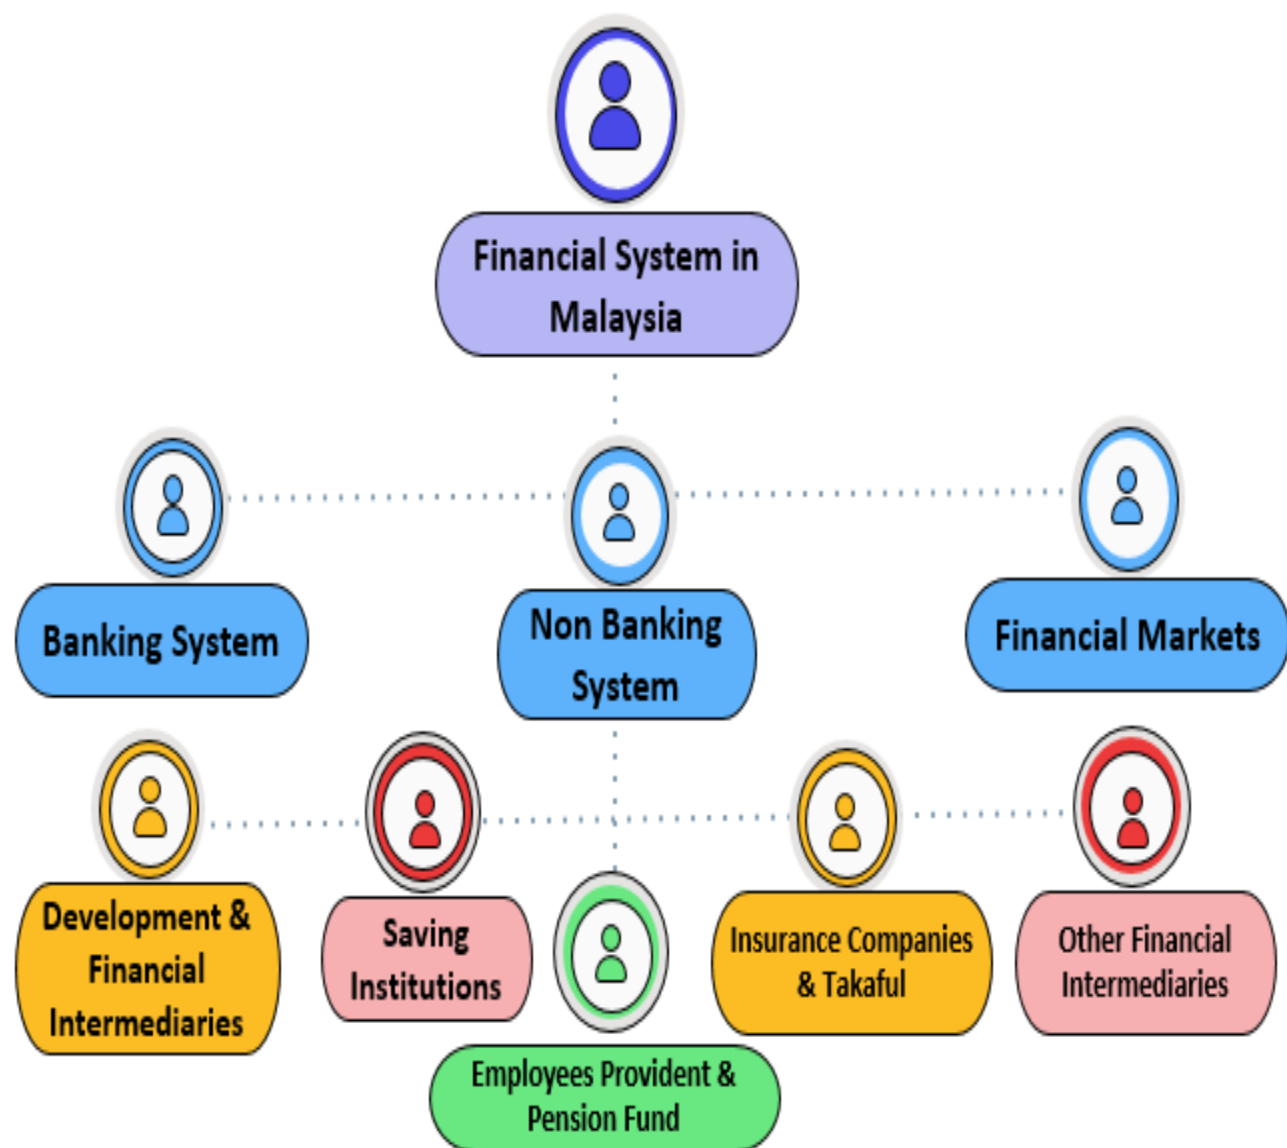 Financial System in
Malaysia
Banking System
Non Banking
System
Financial Markets
Development &
Financial
Intermediaries
Saving
Institutions
Employees Provident &
Pension Fund
Insurance Companies
& Takaful
Other Financial
Intermediaries